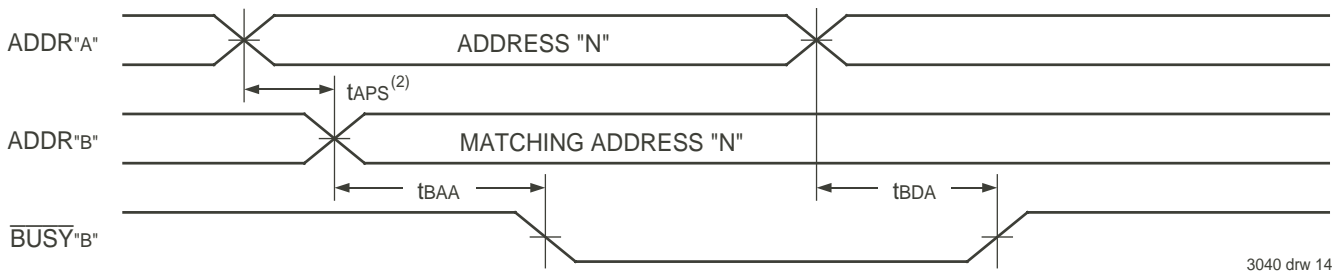 ADDR"A" ADDRESS "N"
tAPS(2)
ADDR"B" MATCHING ADDRESS "N"
tBAA tBDA
BUSY"B"
3040 drw 14